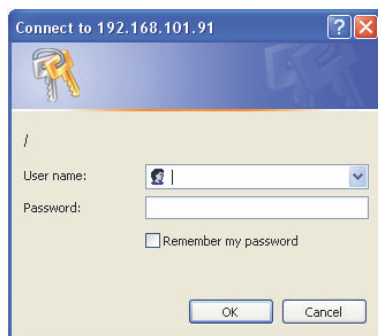 Connect to 192.168.101.91
/
User name:
Password:
Remember my password
OK
Cancel